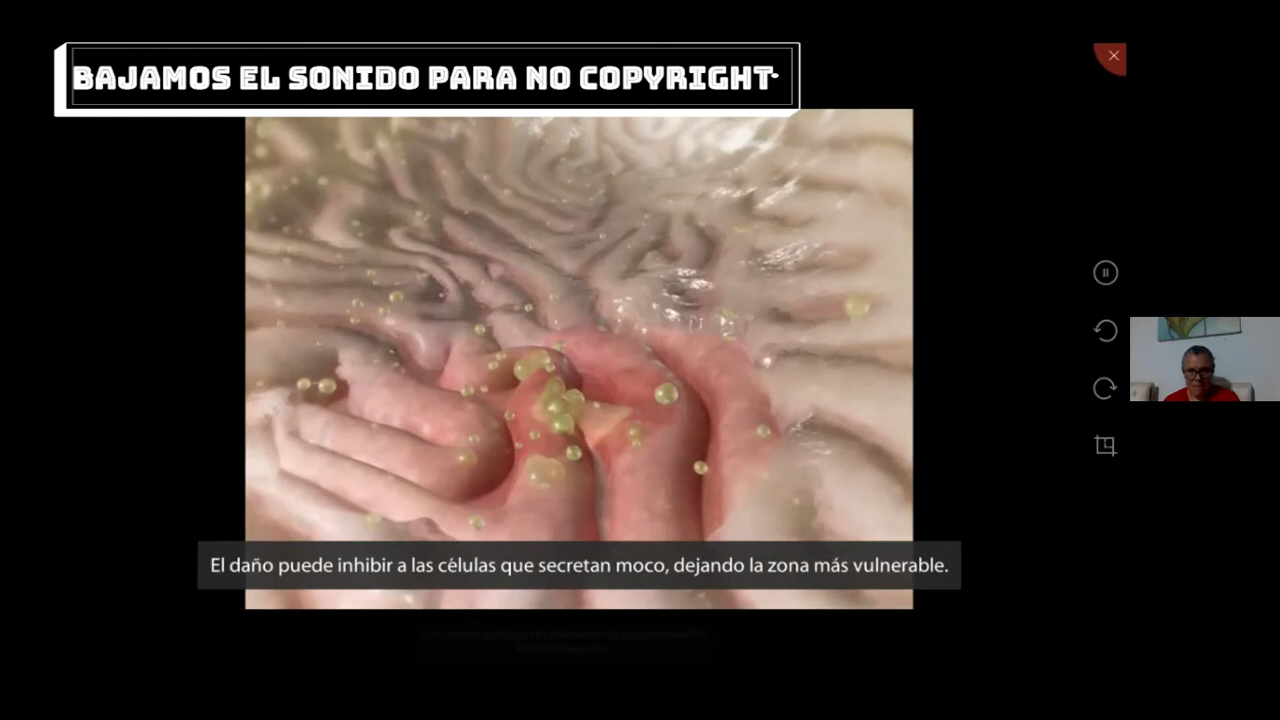 BAJAMOS EL SONIDO PARA NO COPYRIGHT
El daño puede inhibir a las células que secretan moco, dejando la zona más vulnerable.